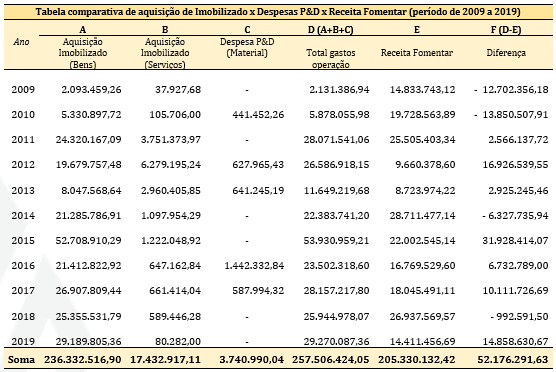 Tabela comparativa de aquisição de Imobilizado x Despesas P&D x Receita Fomentar (período de 2009 a 2019)
A B C D (A+B+C) E F (D-E)
Ano Aquisição Imobilizado (Bens) Aquisição Imobilizado (Serviços) Despesa P&D (Material) Total gastos operação Receita Fomentar Diferença
2009 2.093.459,26 37.927,68 - 2.131.386,94 14.833.743,12 - 12.702.356,18
2010 5.330.897,72 105.706,00 441.452,26 5.878.055,98 19.728.563,89 - 13.850.507,91
2011 24.320.167,09 3.751.373,97 - 28.071.541,06 25.505.403,34 2.566.137,72
2012 19.679.757,48 6.279.195,24 627.965,43 26.586.918,15 9.660.378,60 16.926.539,55
2013 8.047.568,64 2.960.405,85 641.245,19 11.649.219,68 8.723.974,22 2.925.245,46
2014 21.285.786,91 1.097.954,29 - 22.383.741,20 28.711.477,14 - 6.327.735,94
2015 52.708.910,29 1.222.048,92 - 53.930.959,21 22.002.545,14 31.928.414,07
2016 21.412.822,92 647.162,84 1.442.332,84 23.502.318,60 16.769.529,60 6.732.789,00
2017 26.907.809,44 661.414,04 587.994,32 28.157.217,80 18.045.491,11 10.111.726,69
2018 25.355.531,79 589.446,28 - 25.944.978,07 26.937.569,57 - 992.591,50
2019 29.189.805,36 80.282,00 - 29.270.087,36 14.411.456,69 14.858.630,67
Soma 236.332.516,90 17.432.917,11 3.740.990,04 257.506.424,05 205.330.132,42 52.176.291,63